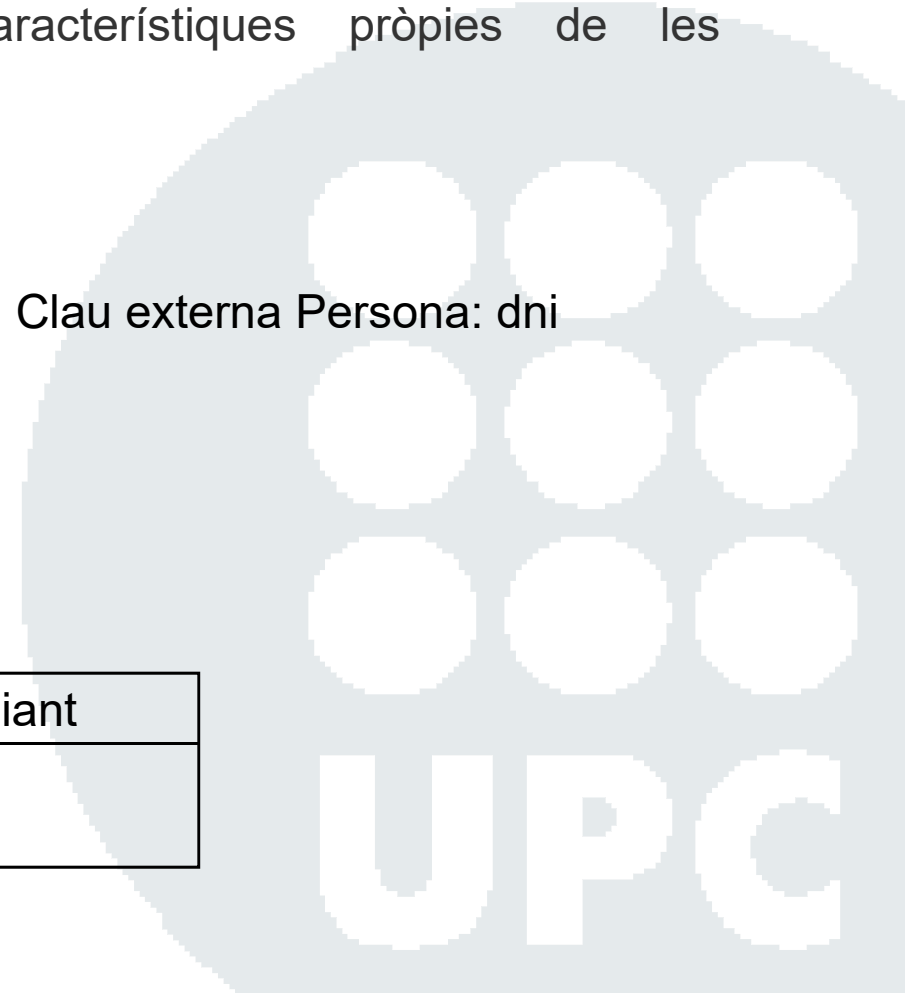 aracterístiques pròpies de les
Clau externa Persona: dni
iant
UPC